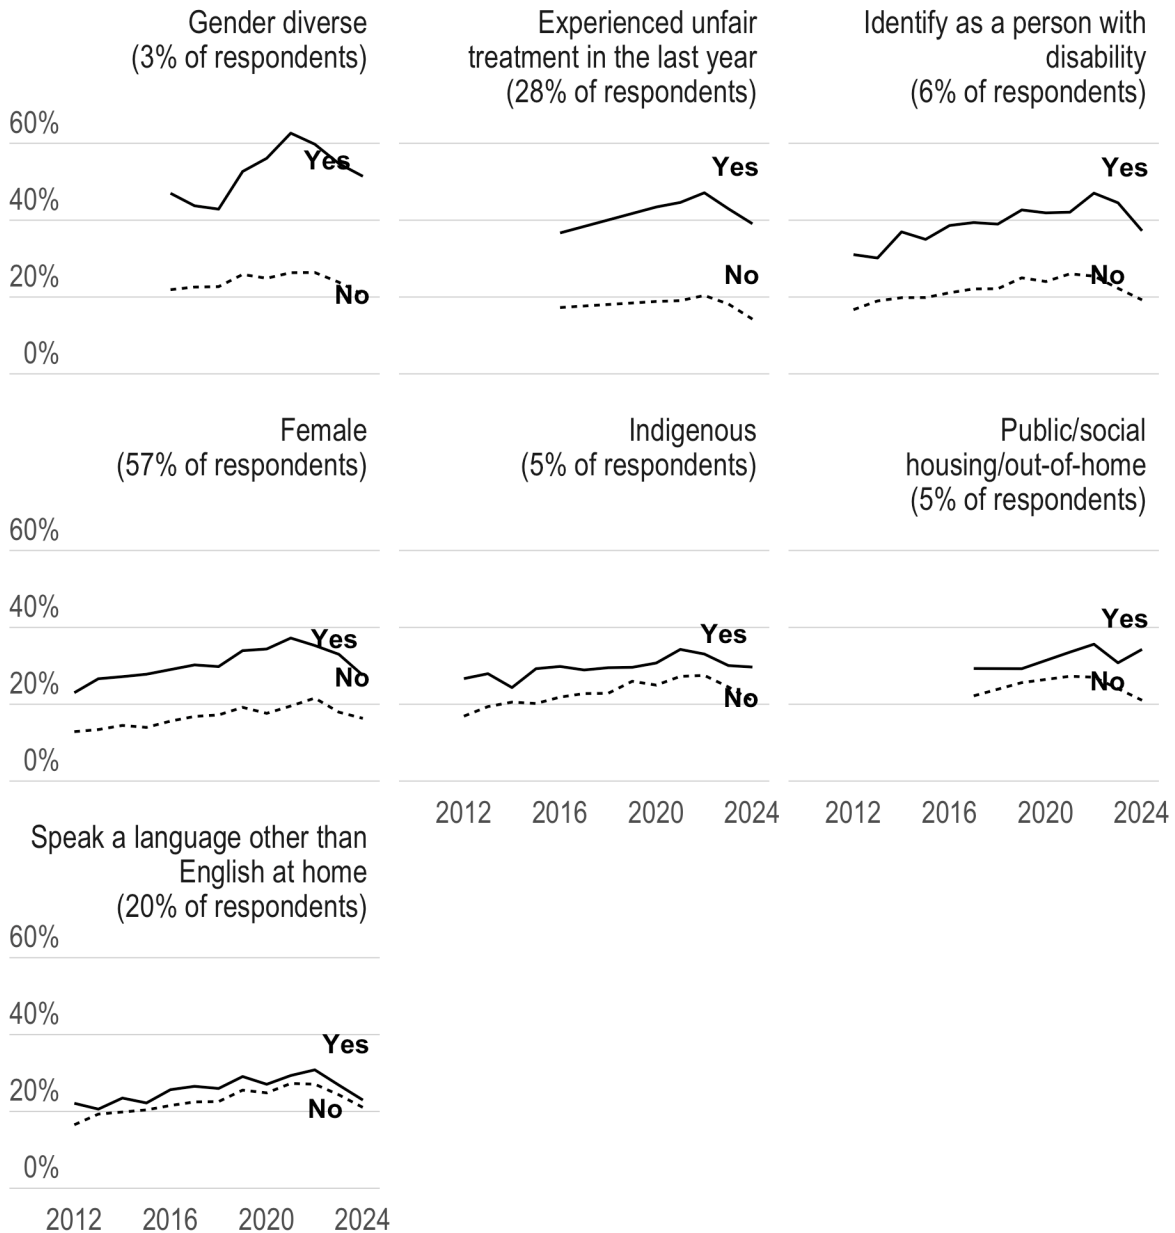 Gender diverse
(3% of respondents)
Experienced unfair
treatment in the last year
(28% of respondents)
Identify as a person with
disability
(6% of respondents)
60%
40%
20%
0%
Yes
No
Yes
No
Yes
No
Female
(57% of respondents)
Indigenous
(5% of respondents)
Public/social
housing/out-of-home
(5% of respondents)
60%
40%
20%
0%
Yes
No
Yes
No
Yes
No
2012 2016 2020 2024
2012 2016 2020 2024
Speak a language other than
English at home
(20% of respondents)
60%
40%
20%
0%
Yes
No
2012 2016 2020 2024